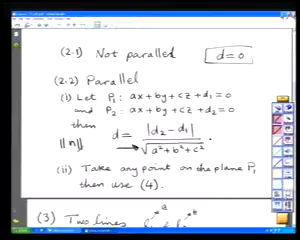 (2.1) Not parallel d=0
(2.2) Parallel
(i) Let P₁: ax+by+cz+d₁=0
and P₂: ax+by+cz+d₂=0
then
‖n‖ d = |d₂-d₁| / √(a²+b²+c²).
(ii) Take any point on the plane P₁
then use (4).
(3) Two lines